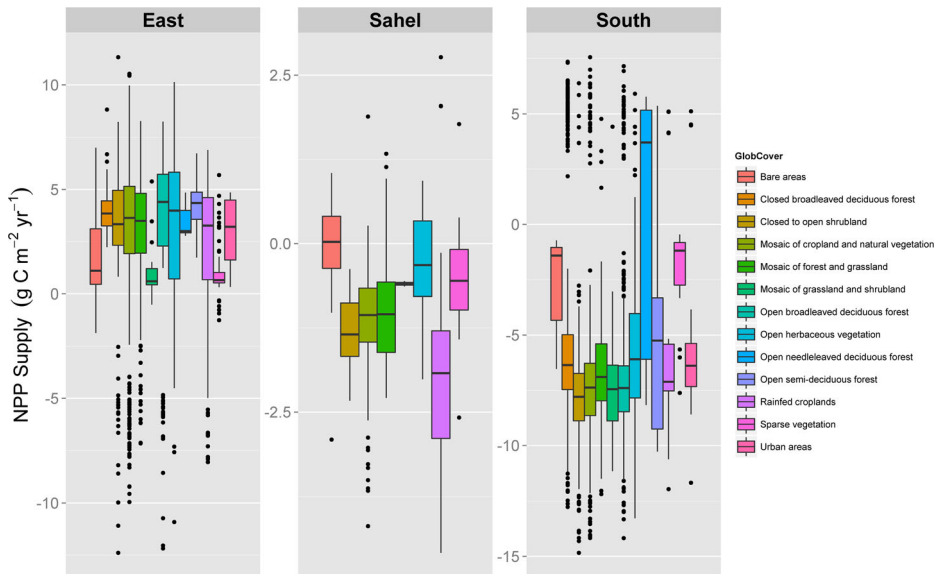 East
Sahel
South
NPP Supply (g C m⁻² yr⁻¹)
10
5
0
-5
-10
2.5
0.0
-2.5
5
0
-5
-10
-15
GlobCover
Bare areas
Closed broadleaved deciduous forest
Closed to open shrubland
Mosaic of cropland and natural vegetation
Mosaic of forest and grassland
Mosaic of grassland and shrubland
Open broadleaved deciduous forest
Open herbaceous vegetation
Open needleleaved deciduous forest
Open semi-deciduous forest
Rainfed croplands
Sparse vegetation
Urban areas